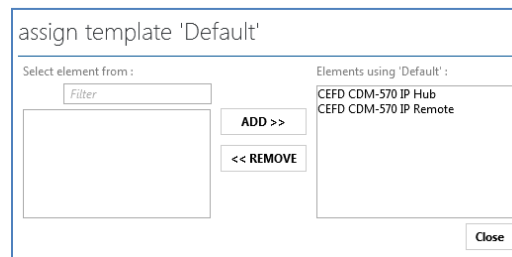 assign template 'Default'
Select element from :
Elements using 'Default' :
Filter
CEFD CDM-570 IP Hub
CEFD CDM-570 IP Remote
ADD >>
<< REMOVE
Close